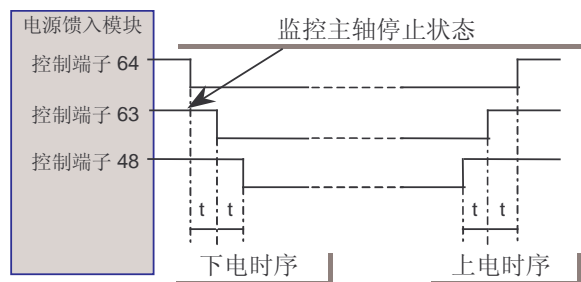 电源馈入模块
监控主轴停止状态
控制端子 64
控制端子 63
控制端子 48
t t t t
下电时序 上电时序